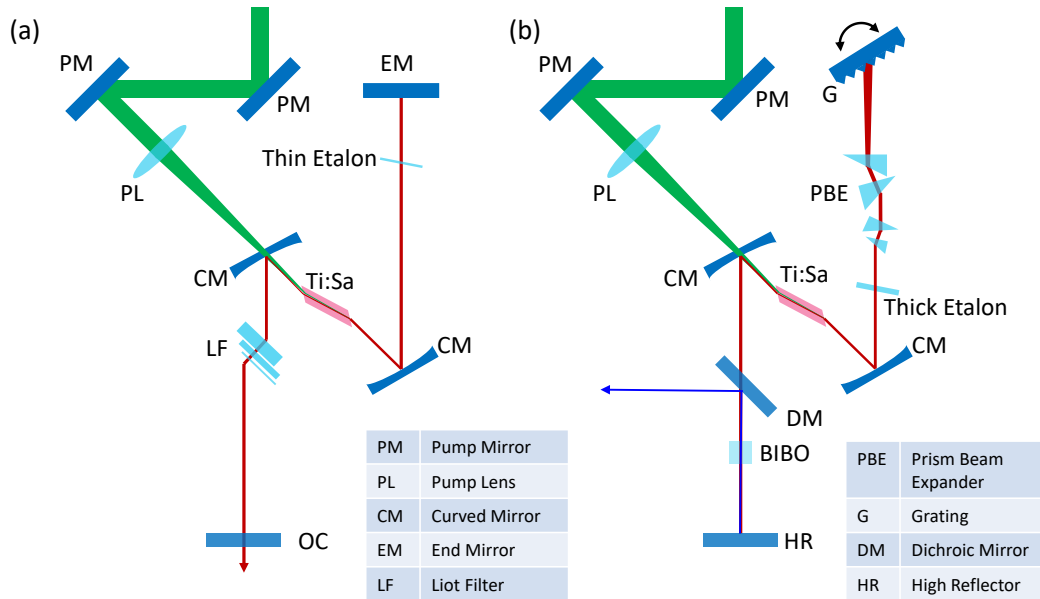 (a)
PM
PM
EM
Thin Etalon
PL
CM
Ti:Sa
LF
CM
OC
PM Pump Mirror
PL Pump Lens
CM Curved Mirror
EM End Mirror
LF Liot Filter
(b)
PM
PM
G
PL
PBE
CM
Ti:Sa
Thick Etalon
CM
DM
BIBO
HR
PBE Prism Beam
Expander
G Grating
DM Dichroic Mirror
HR High Reflector